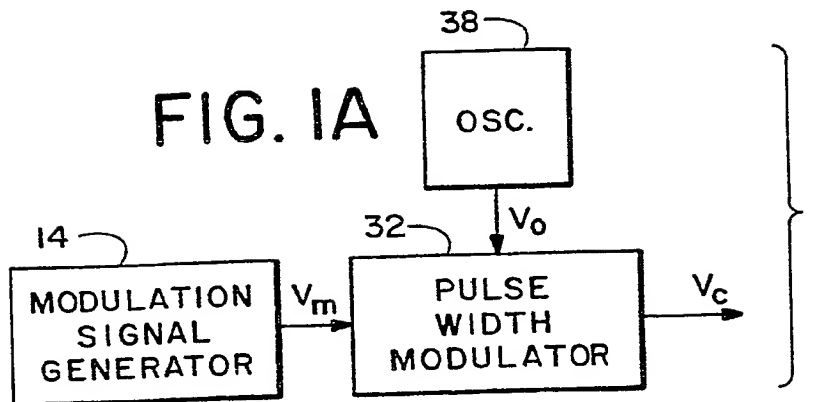 38
FIG. 1A
OSC.
Vo
14
32
MODULATION
SIGNAL
GENERATOR
Vm
PULSE
WIDTH
MODULATOR
Vc